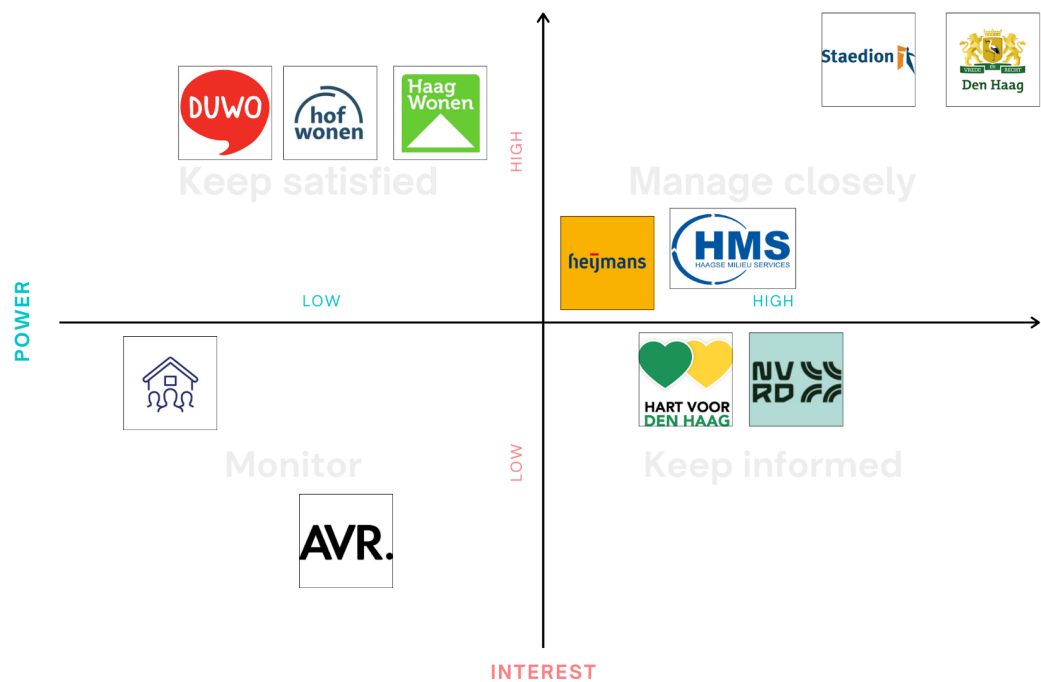 Staedion
VREDE EN RECHT
Den Haag
DUWO
hof
wonen
Haag
Wonen
HIGH
Keep satisfied
Manage closely
heijmans
HMS
HAAGSE MILIEU SERVICES
LOW
HIGH
POWER
HART VOOR
DEN HAAG
NV
RD
LOW
Monitor
Keep informed
AVR.
INTEREST